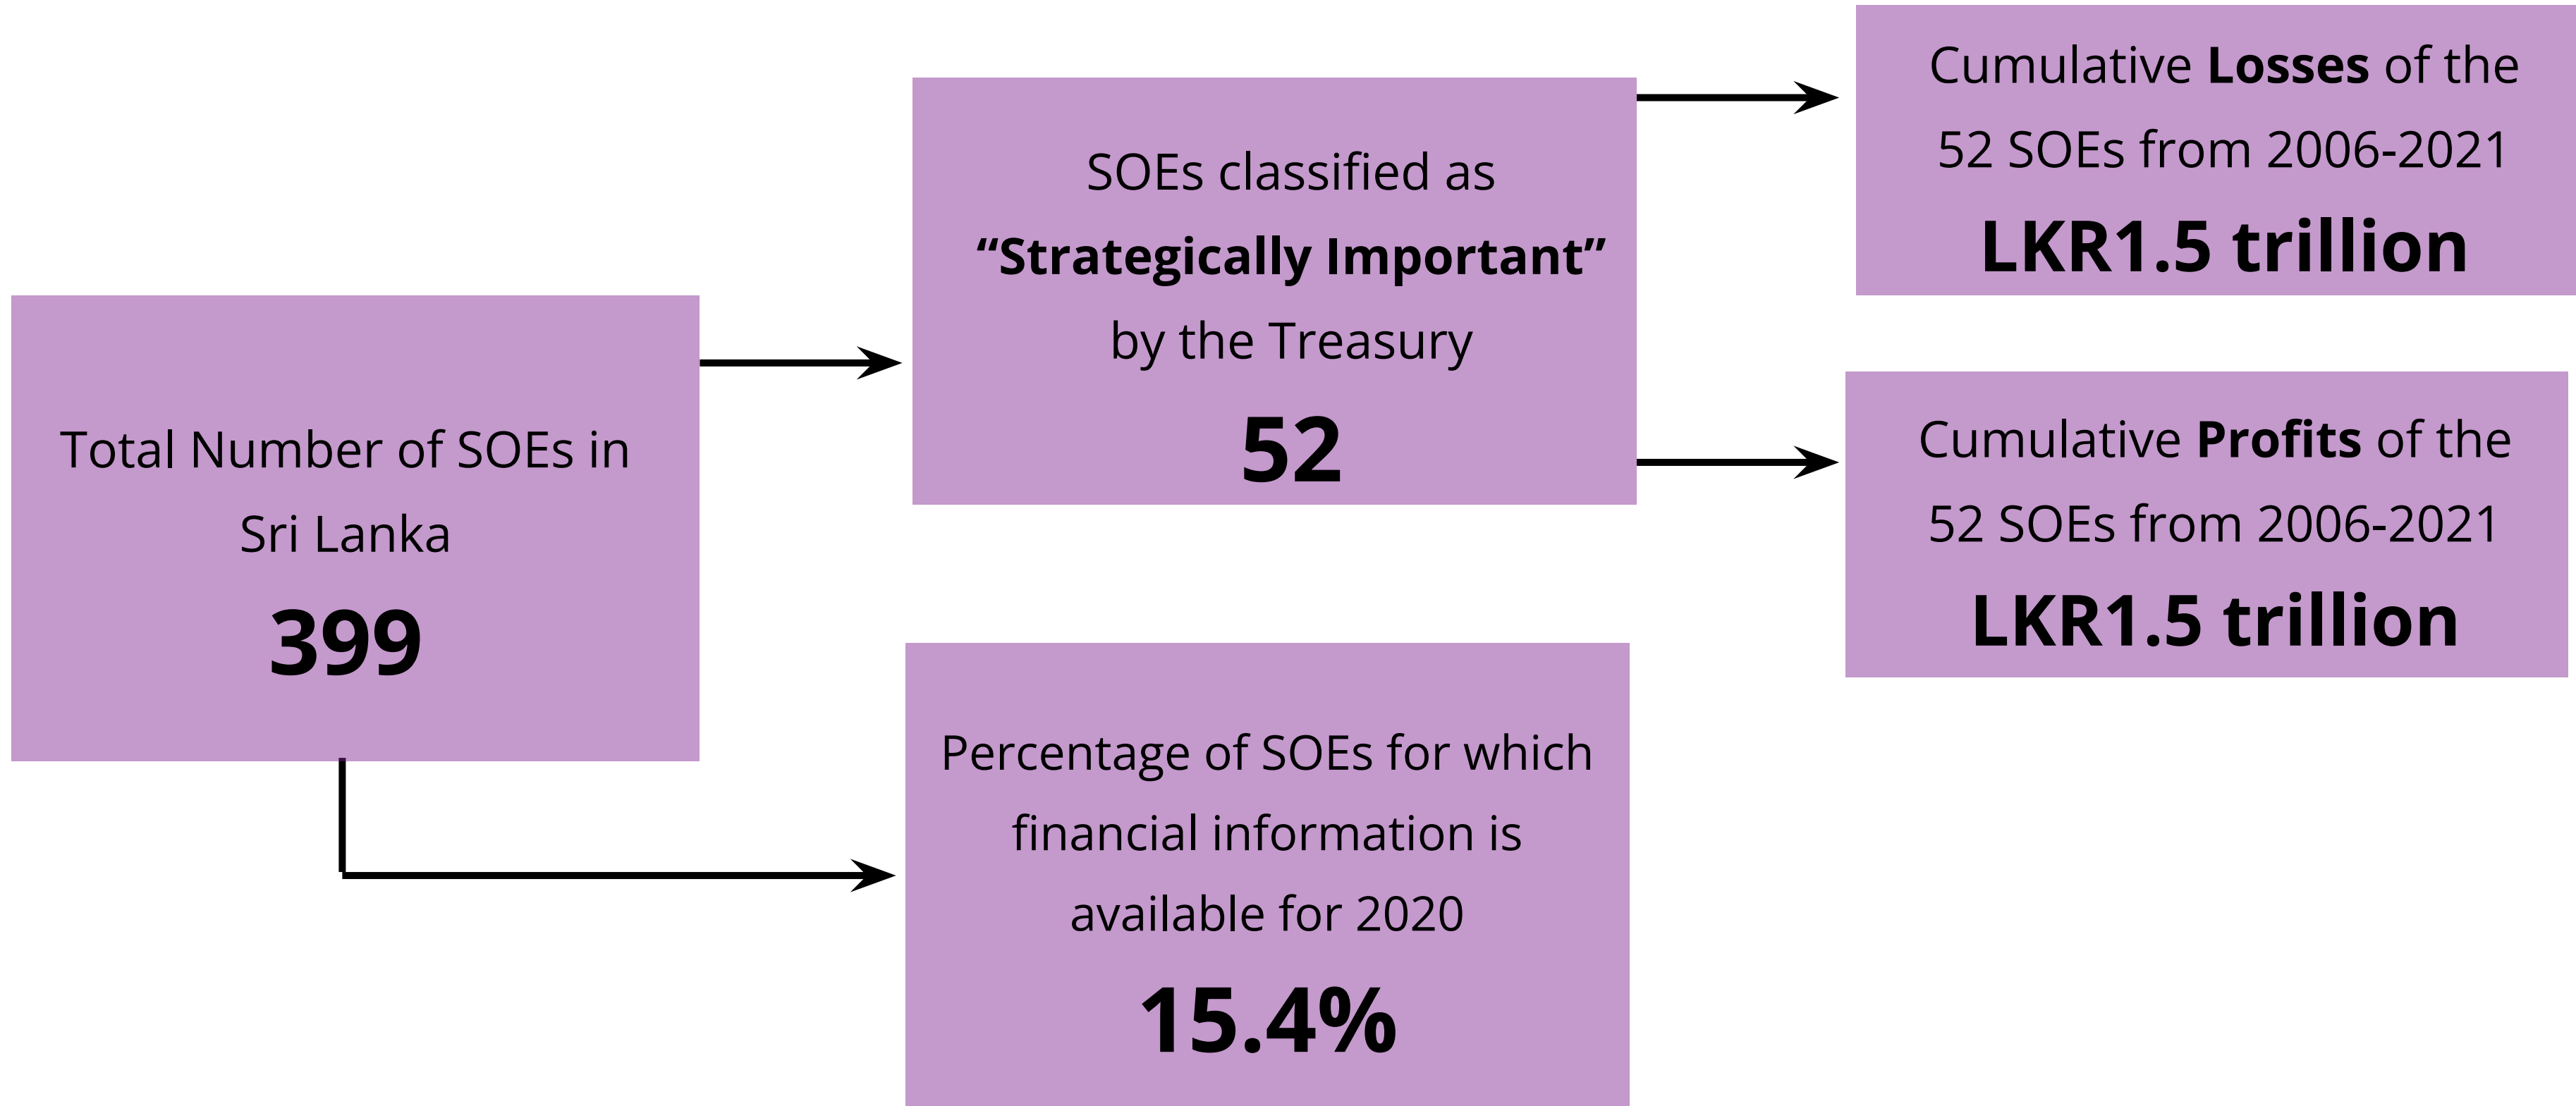 Total Number of SOEs in
Sri Lanka
399
SOEs classified as
“Strategically Important”
by the Treasury
52
Percentage of SOEs for which
financial information is
available for 2020
15.4%
Cumulative Losses of the
52 SOEs from 2006-2021
LKR1.5 trillion
Cumulative Profits of the
52 SOEs from 2006-2021
LKR1.5 trillion